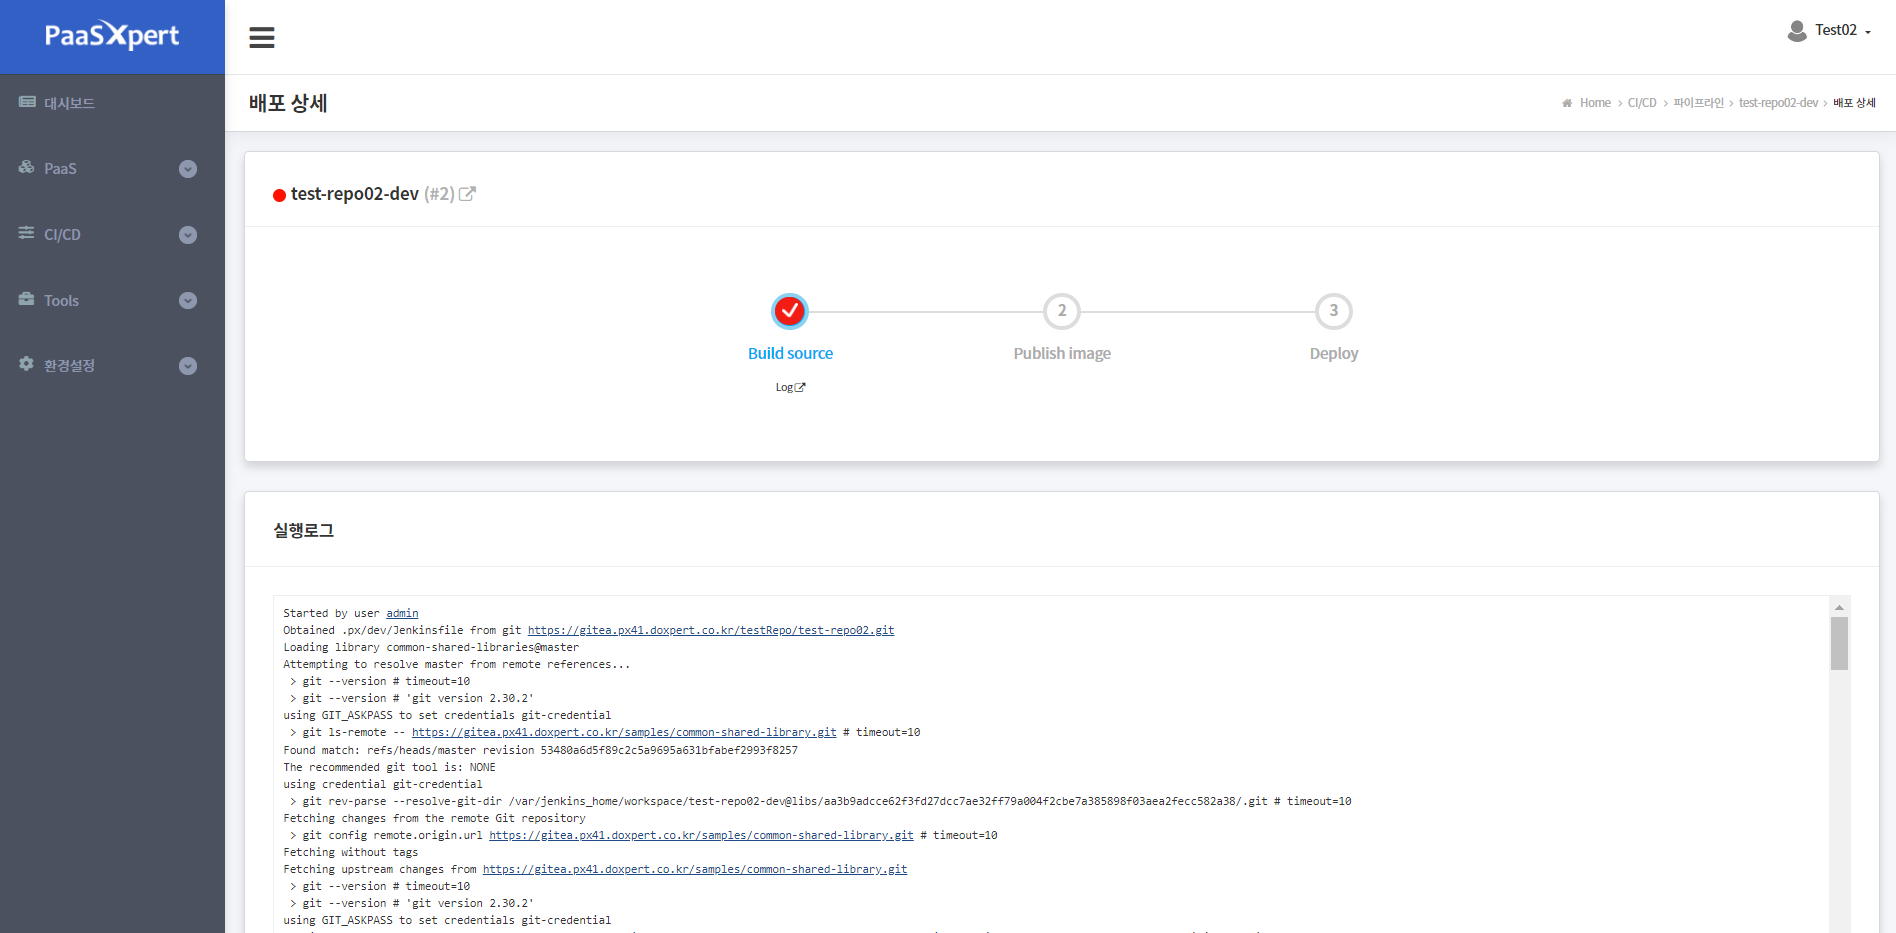 PaaSXpert
Test02
대시보드
PaaS
CI/CD
Tools
환경설정
배포 상세
Home > CI/CD > 파이프라인 > test-repo02-dev > 배포 상세
test-repo02-dev (#2)
2
3
Build source
Publish image
Deploy
Log
실행로그
Started by user admin
Obtained .px/dev/Jenkinsfile from git https://gitea.px41.doxpert.co.kr/testRepo/test-repo02.git
Loading library common-shared-libraries@master
Attempting to resolve master from remote references...
> git --version # timeout=10
> git --version # 'git version 2.30.2'
using GIT_ASKPASS to set credentials git-credential
> git ls-remote -- https://gitea.px41.doxpert.co.kr/samples/common-shared-library.git # timeout=10
Found match: refs/heads/master revision 53480a6d5f89c2c5a9695a631bfabef2993f8257
The recommended git tool is: NONE
using credential git-credential
> git rev-parse --resolve-git-dir /var/jenkins_home/workspace/test-repo02-dev@libs/aa3b9adcce62f3fd27dcc7ae32ff79a004f2cbe7a385898f03aea2fecc582a38/.git # timeout=10
Fetching changes from the remote Git repository
> git config remote.origin.url https://gitea.px41.doxpert.co.kr/samples/common-shared-library.git # timeout=10
Fetching without tags
Fetching upstream changes from https://gitea.px41.doxpert.co.kr/samples/common-shared-library.git
> git --version # timeout=10
> git --version # 'git version 2.30.2'
using GIT_ASKPASS to set credentials git-credential